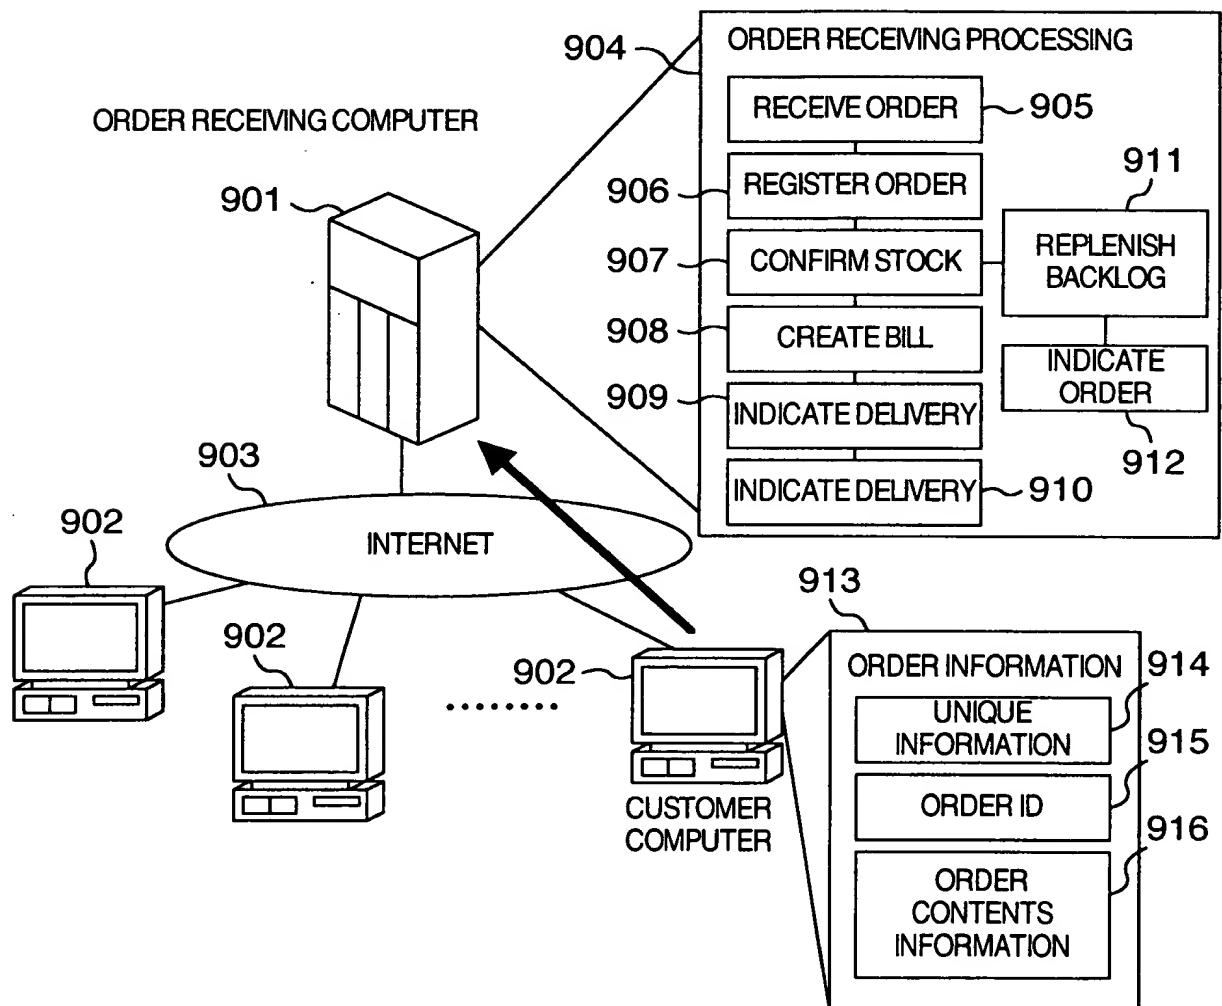 904
ORDER RECEIVING PROCESSING
ORDER RECEIVING COMPUTER
901
RECEIVE ORDER
905
906
REGISTER ORDER
911
907
CONFIRM STOCK
REPLENISH
BACKLOG
908
CREATE BILL
909
INDICATE DELIVERY
INDICATE
ORDER
912
INDICATE DELIVERY
910
903
INTERNET
902
902
902
CUSTOMER
COMPUTER
913
ORDER INFORMATION
914
UNIQUE
INFORMATION
915
ORDER ID
916
ORDER
CONTENTS
INFORMATION